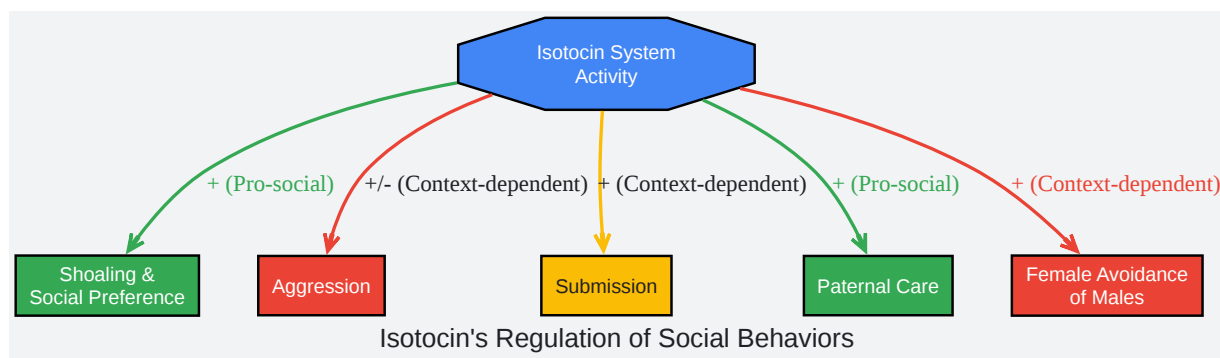 Isotocin System
Activity
+ (Pro-social)
+/- (Context-dependent)
+ (Context-dependent)
+ (Pro-social)
+ (Context-dependent)
Shoaling &
Social Preference
Aggression
Submission
Paternal Care
Female Avoidance
of Males
Isotocin's Regulation of Social Behaviors